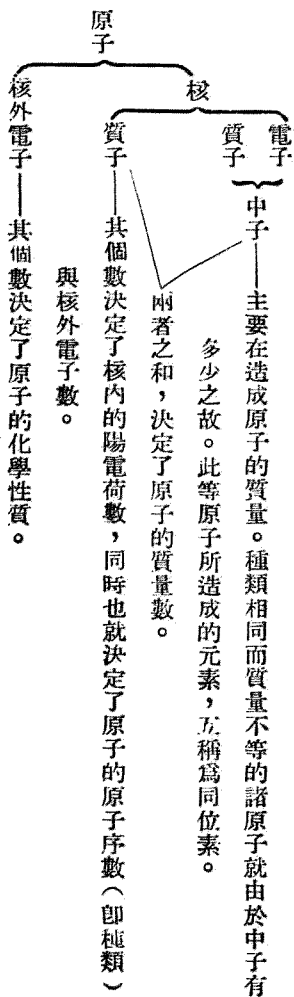 原子
核
電子
質子
中子——主要在造成原子的質量。種類相同而質量不等的諸原子就由於中子有
多少之故。此等原子所造成的元素，互稱爲同位素。
兩者之和，決定了原子的質量數。
質子——其個數決定了核內的陽電荷數，同時也就決定了原子的原子序數（卽種類）
與核外電子數。
核外電子——其個數決定了原子的化學性質。